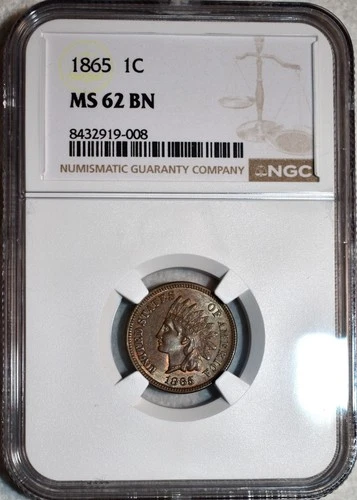 1865 1C
MS 62 BN
8432919-008
NUMISMATIC GUARANTY COMPANY NGC
UNITED STATES OF AMERICA
1865